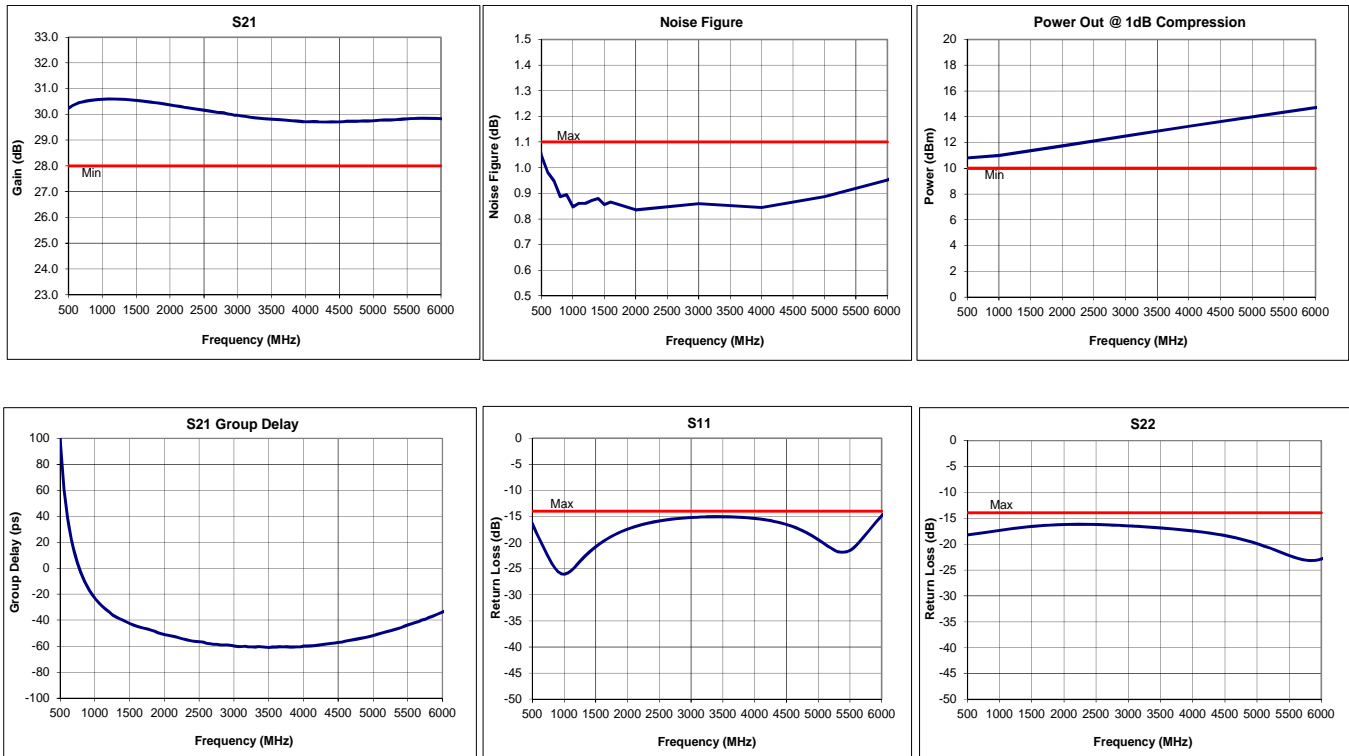 S21
33.0
32.0
31.0
30.0
29.0
28.0
27.0
26.0
25.0
24.0
23.0
Gain (dB)
Min
500 1000 1500 2000 2500 3000 3500 4000 4500 5000 5500 6000
Frequency (MHz)
Noise Figure
1.5
1.4
1.3
1.2
1.1
1.0
0.9
0.8
0.7
0.6
0.5
Noise Figure (dB)
Max
500 1000 1500 2000 2500 3000 3500 4000 4500 5000 5500 6000
Frequency (MHz)
Power Out @ 1dB Compression
20
18
16
14
12
10
8
6
4
2
0
Power (dBm)
Min
500 1000 1500 2000 2500 3000 3500 4000 4500 5000 5500 6000
Frequency (MHz)
S21 Group Delay
100
80
60
40
20
0
-20
-40
-60
-80
-100
Group Delay (ps)
500 1000 1500 2000 2500 3000 3500 4000 4500 5000 5500 6000
Frequency (MHz)
S11
0
-5
-10
-15
-20
-25
-30
-35
-40
-45
-50
Return Loss (dB)
Max
500 1000 1500 2000 2500 3000 3500 4000 4500 5000 5500 6000
Frequency (MHz)
S22
0
-5
-10
-15
-20
-25
-30
-35
-40
-45
-50
Return Loss (dB)
Max
500 1000 1500 2000 2500 3000 3500 4000 4500 5000 5500 6000
Frequency (MHz)